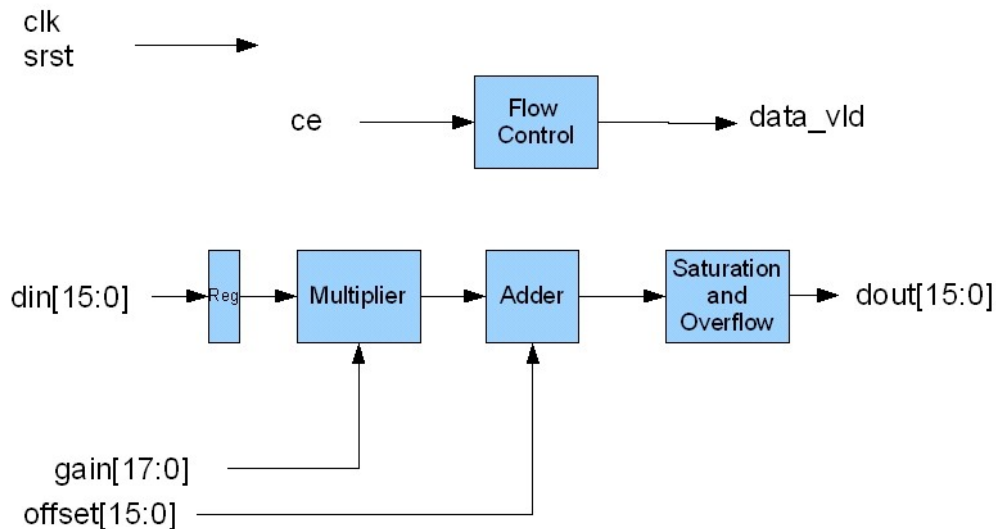 clk
srst
ce
Flow
Control
data_vld
din[15:0]
Reg
Multiplier
Adder
Saturation
and
Overflow
dout[15:0]
gain[17:0]
offset[15:0]